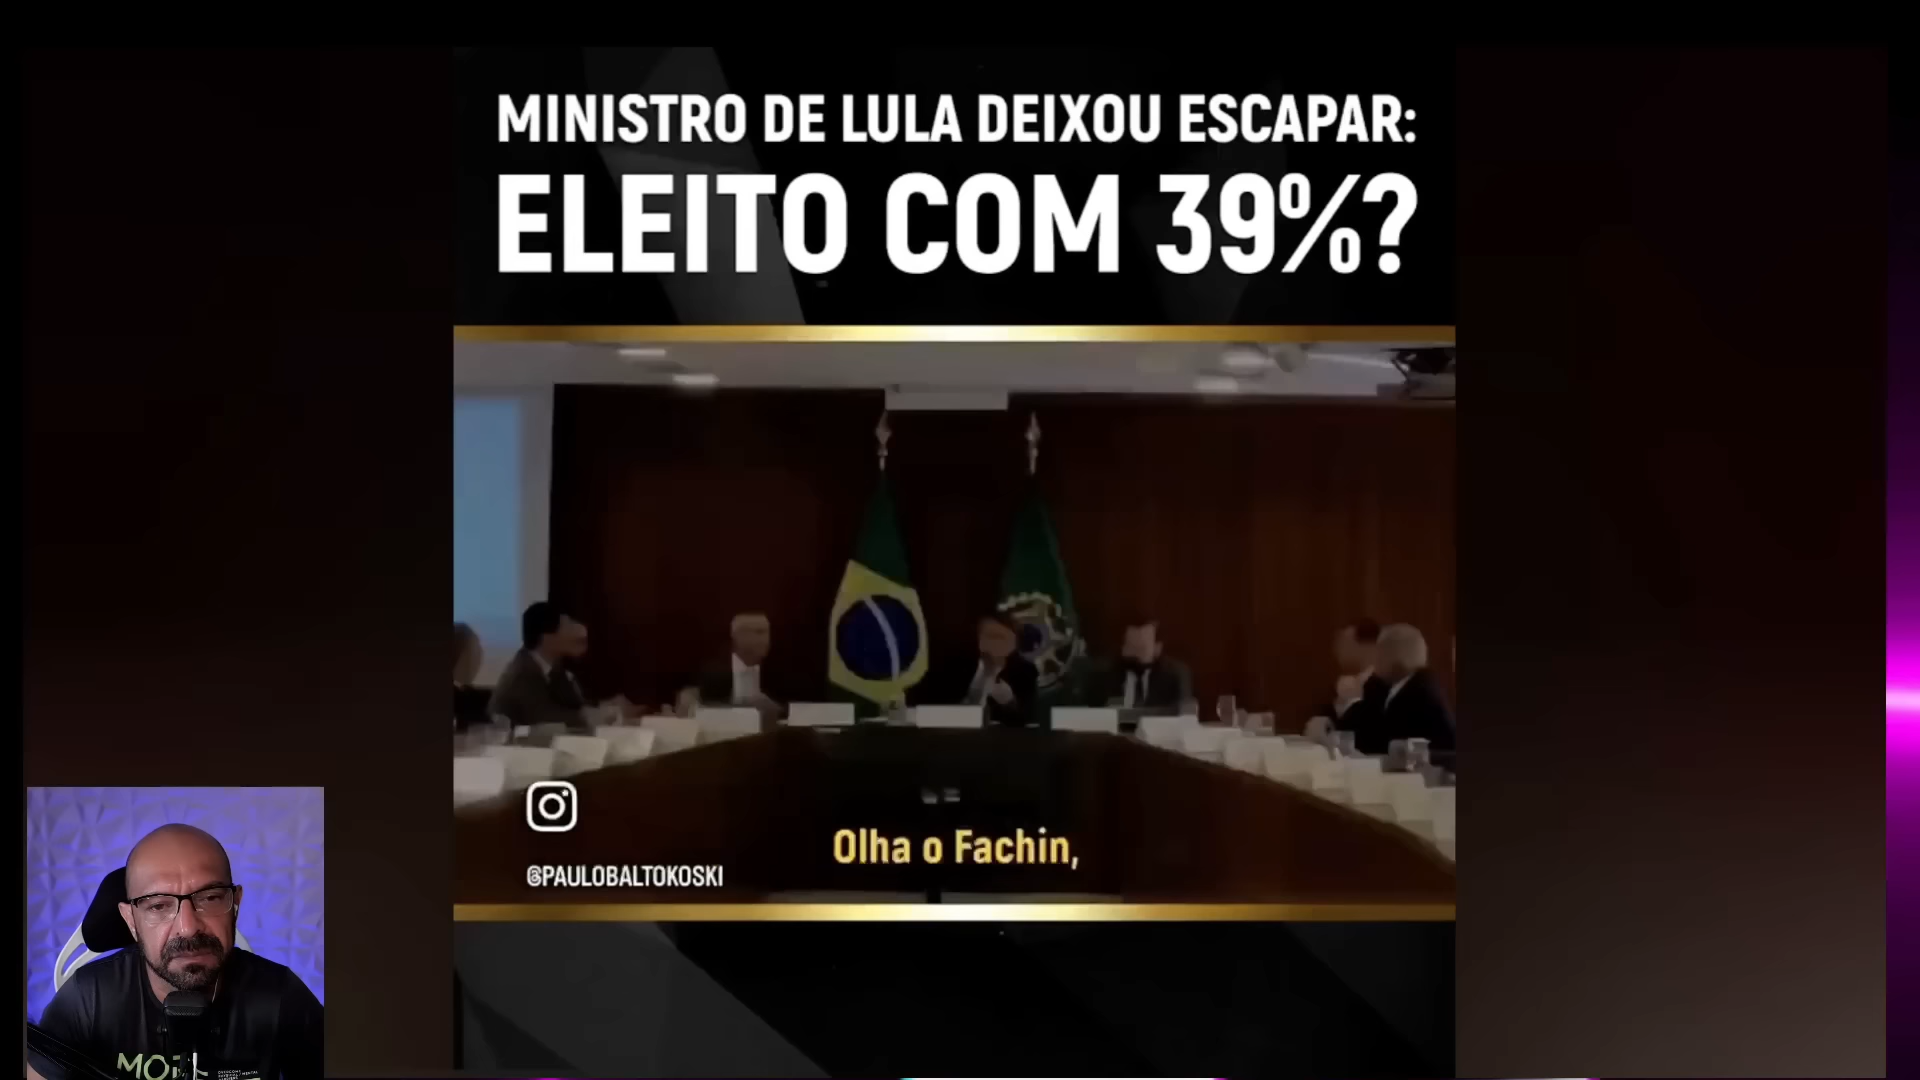 MINISTRO DE LULA DEIXOU ESCAPAR:
ELEITO COM 39%?
Olha o Fachin,
@PAULOBALTOKOSKI